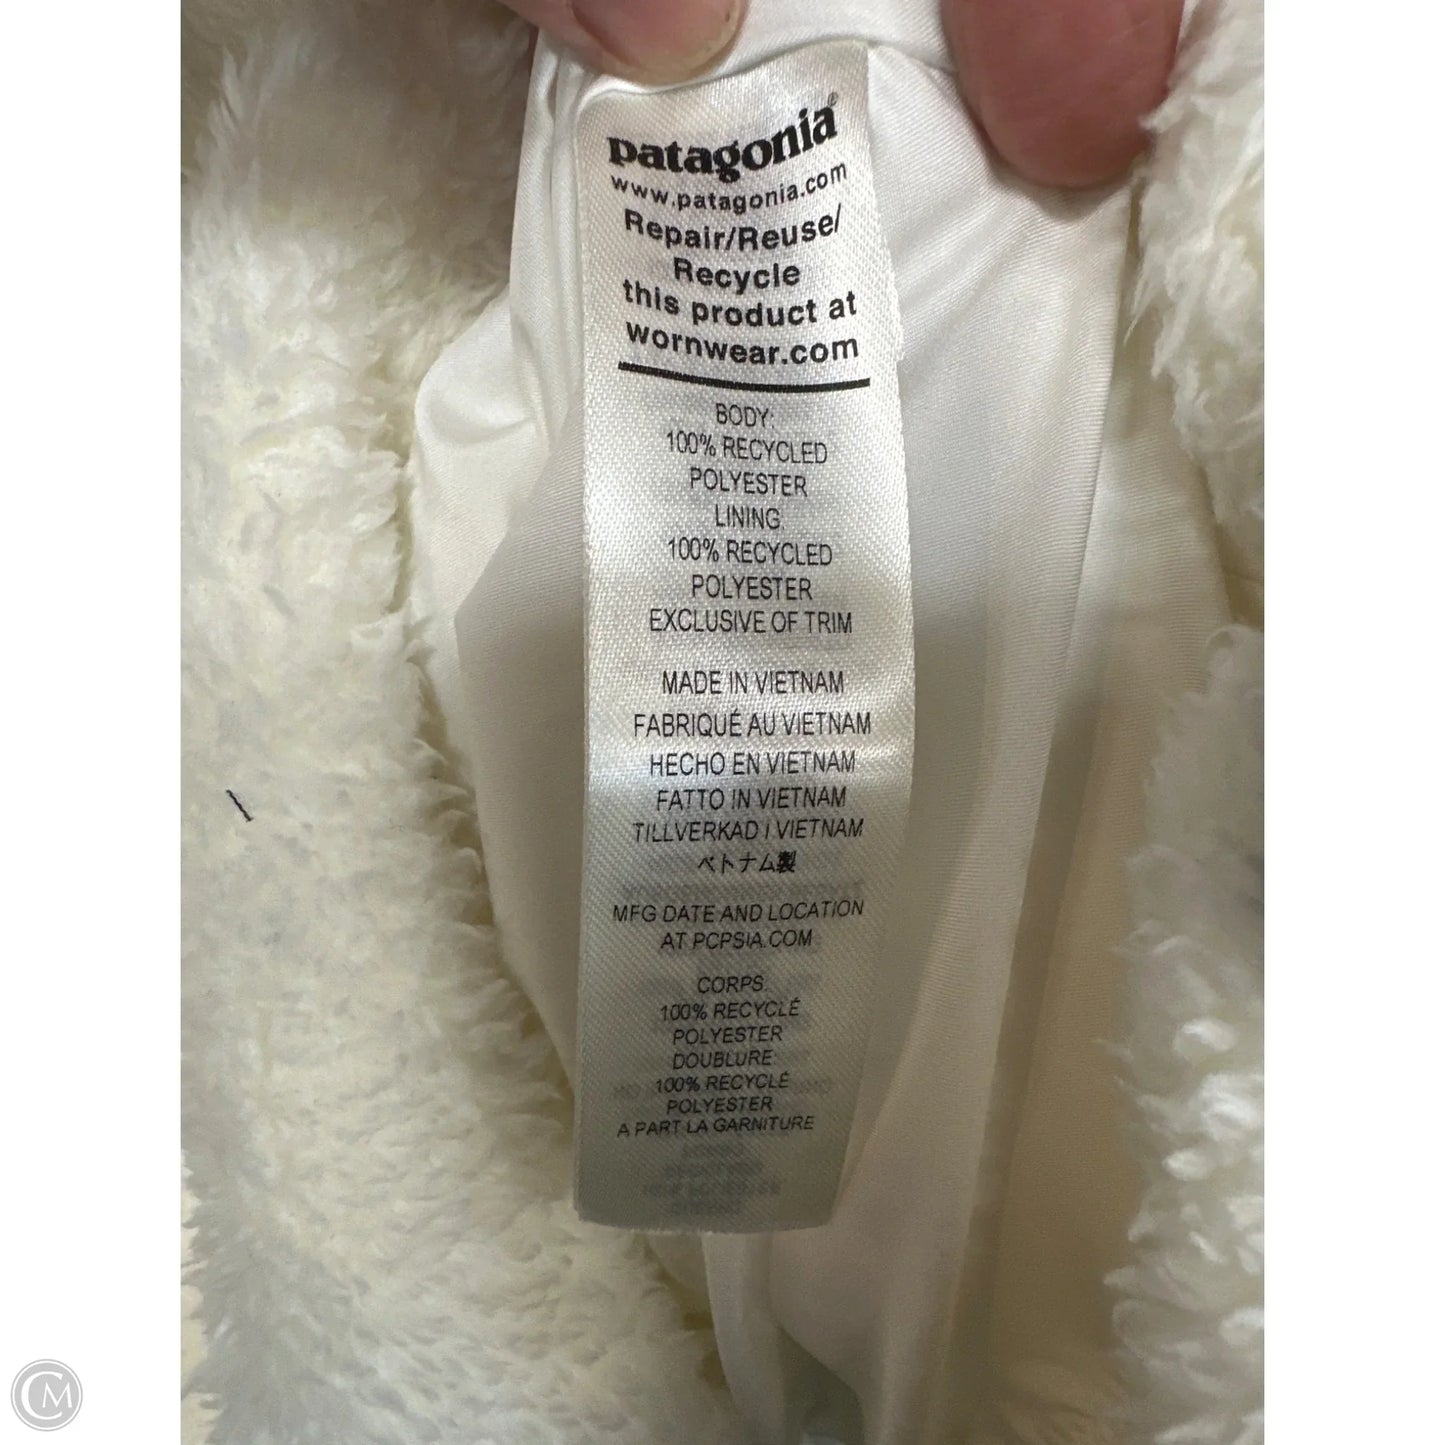 patagonia®
www.patagonia.com
Repair/Reuse/
Recycle
this product at
wornwear.com
BODY:
100% RECYCLED
POLYESTER
LINING:
100% RECYCLED
POLYESTER
EXCLUSIVE OF TRIM
MADE IN VIETNAM
FABRIQUÉ AU VIETNAM
HECHO EN VIETNAM
FATTO IN VIETNAM
TILLVERKAD I VIETNAM
ベトナム製
MFG DATE AND LOCATION
AT PCPSIA.COM
CORPS:
100% RECYCLÉ
POLYESTER
DOUBLURE:
100% RECYCLÉ
POLYESTER
A PART LA GARNITURE
CM